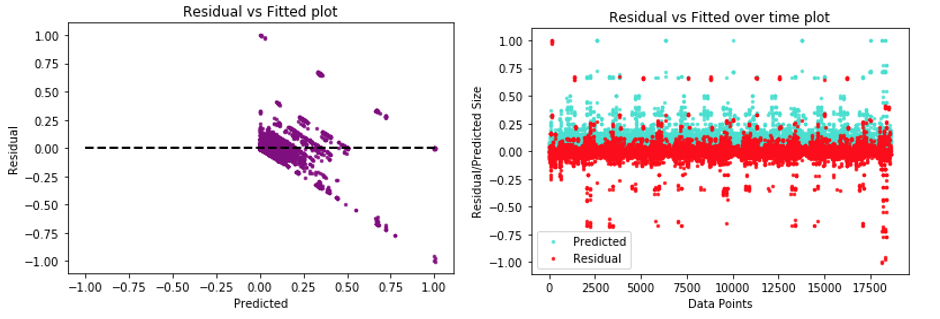 Residual vs Fitted plot
1.00
0.75
0.50
0.25
0.00
−0.25
−0.50
−0.75
−1.00
Residual
−1.00 −0.75 −0.50 −0.25 0.00 0.25 0.50 0.75 1.00
Predicted
Residual vs Fitted over time plot
1.00
0.75
0.50
0.25
0.00
−0.25
−0.50
−0.75
−1.00
Residual/Predicted Size
Predicted
Residual
0 2500 5000 7500 10000 12500 15000 17500
Data Points